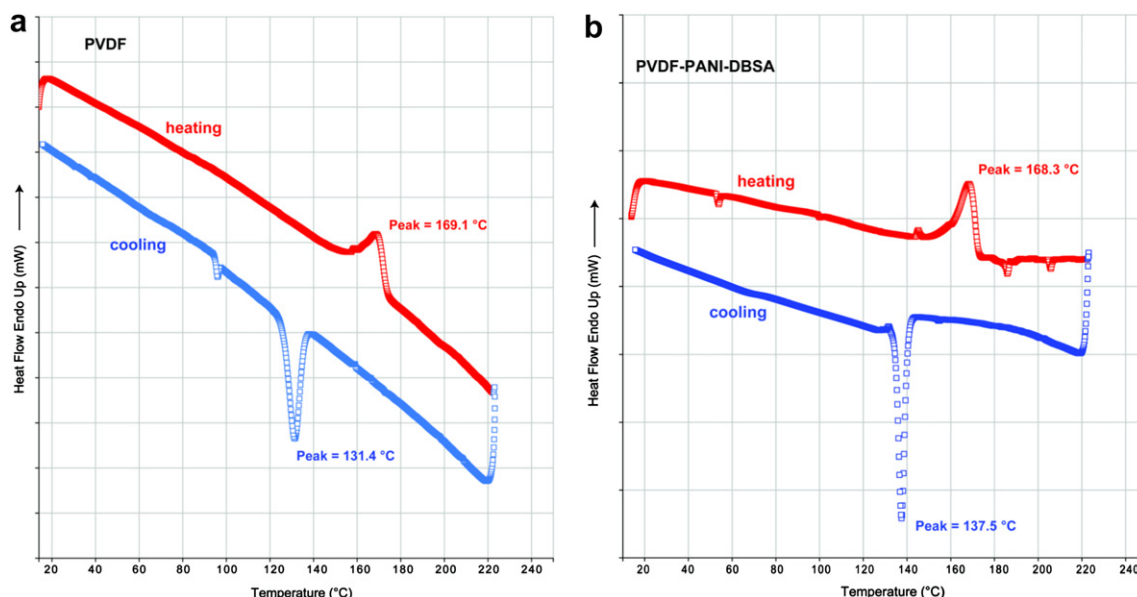 a
PVDF
heating
cooling
Peak = 169.1 °C
Peak = 131.4 °C
Heat Flow Endo Up (mW)
20 40 60 80 100 120 140 160 180 200 220
Temperature (°C)
b
PVDF-PANI-DBSA
heating
cooling
Peak = 168.3 °C
Peak = 137.5 °C
Heat Flow Endo Up (mW)
20 40 60 80 100 120 140 160 180 200 220 240
Temperature (°C)